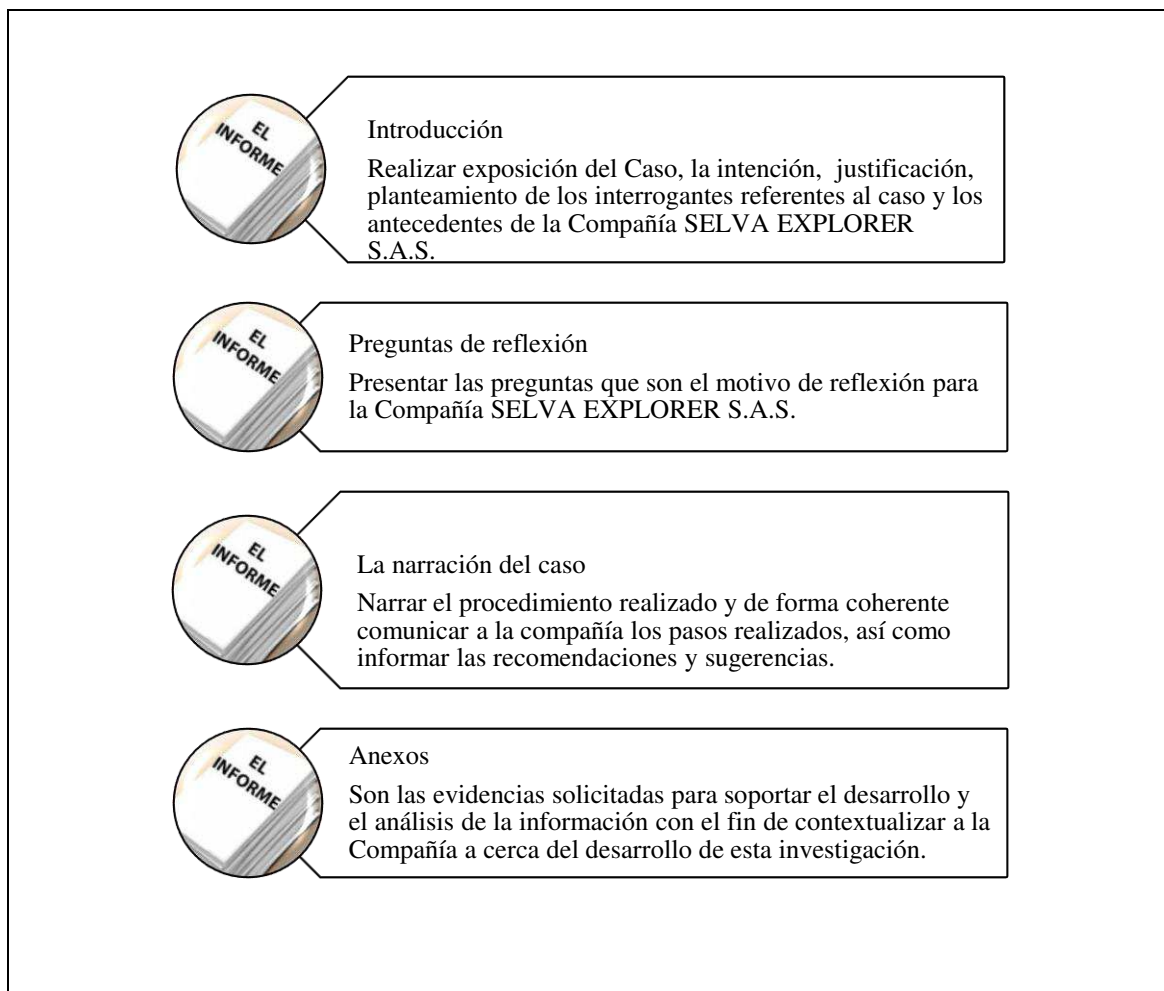 EL
INFORME
Introducción
Realizar exposición del Caso, la intención, justificación,
planteamiento de los interrogantes referentes al caso y los
antecedentes de la Compañía SELVA EXPLORER
S.A.S.
EL
INFORME
Preguntas de reflexión
Presentar las preguntas que son el motivo de reflexión para
la Compañía SELVA EXPLORER S.A.S.
EL
INFORME
La narración del caso
Narrar el procedimiento realizado y de forma coherente
comunicar a la compañía los pasos realizados, así como
informar las recomendaciones y sugerencias.
EL
INFORME
Anexos
Son las evidencias solicitadas para soportar el desarrollo y
el análisis de la información con el fin de contextualizar a la
Compañía a cerca del desarrollo de esta investigación.